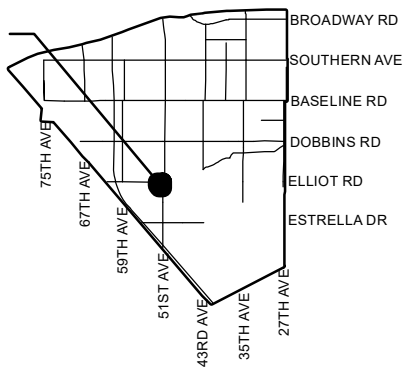 BROADWAY RD
SOUTHERN AVE
BASELINE RD
DOBBINS RD
ELLIOT RD
ESTRELLA DR
75TH AVE
67TH AVE
59TH AVE
51ST AVE
43RD AVE
35TH AVE
27TH AVE